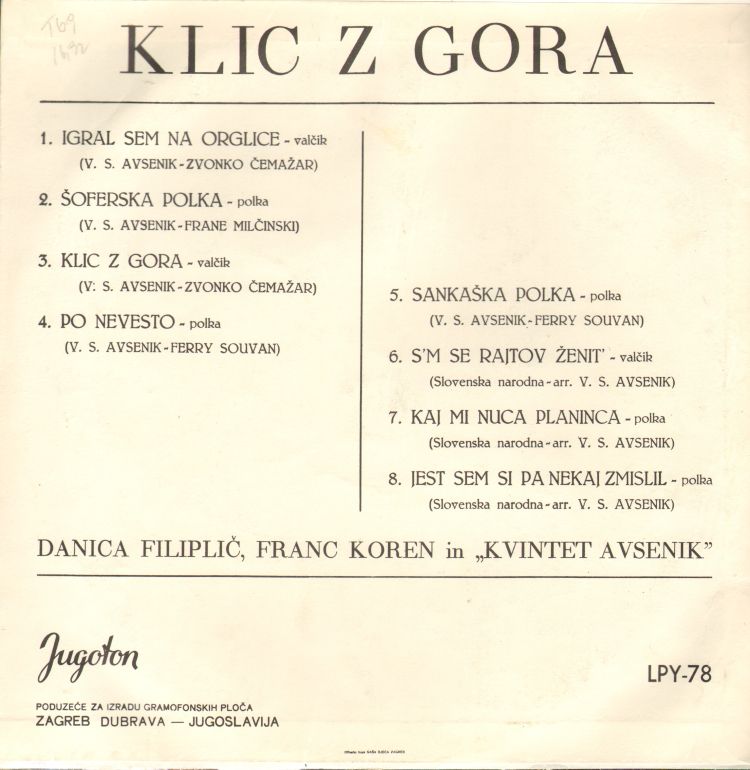 T69
KLIC Z GORA
1. IGRAL SEM NA ORGLICE - valčik
(V. S. AVSENIK-ZVONKO ČEMAŽAR)
2. ŠOFERSKA POLKA - polka
(V. S. AVSENIK-FRANE MILČINSKI)
3. KLIC Z GORA - valčik
(V: S. AVSENIK-ZVONKO ČEMAŽAR)
4. PO NEVESTO - polka
(V. S. AVSENIK-FERRY SOUVAN)
5. SANKAŠKA POLKA - polka
(V. S. AVSENIK-FERRY SOUVAN)
6. S'M SE RAJTOV ŽENIT' - valčik
(Slovenska narodna-arr. V. S. AVSENIK)
7. KAJ MI NUCA PLANINCA - polka
(Slovenska narodna-arr. V. S. AVSENIK)
8. JEST SEM SI PA NEKAJ ZMISLIL - polka
(Slovenska narodna-arr. V. S. AVSENIK)
DANICA FILIPLIČ, FRANC KOREN in „KVINTET AVSENIK”
Jugoton
LPY-78
PODUZEĆE ZA IZRADU GRAMOFONSKIH PLOČA
ZAGREB DUBRAVA — JUGOSLAVIJA